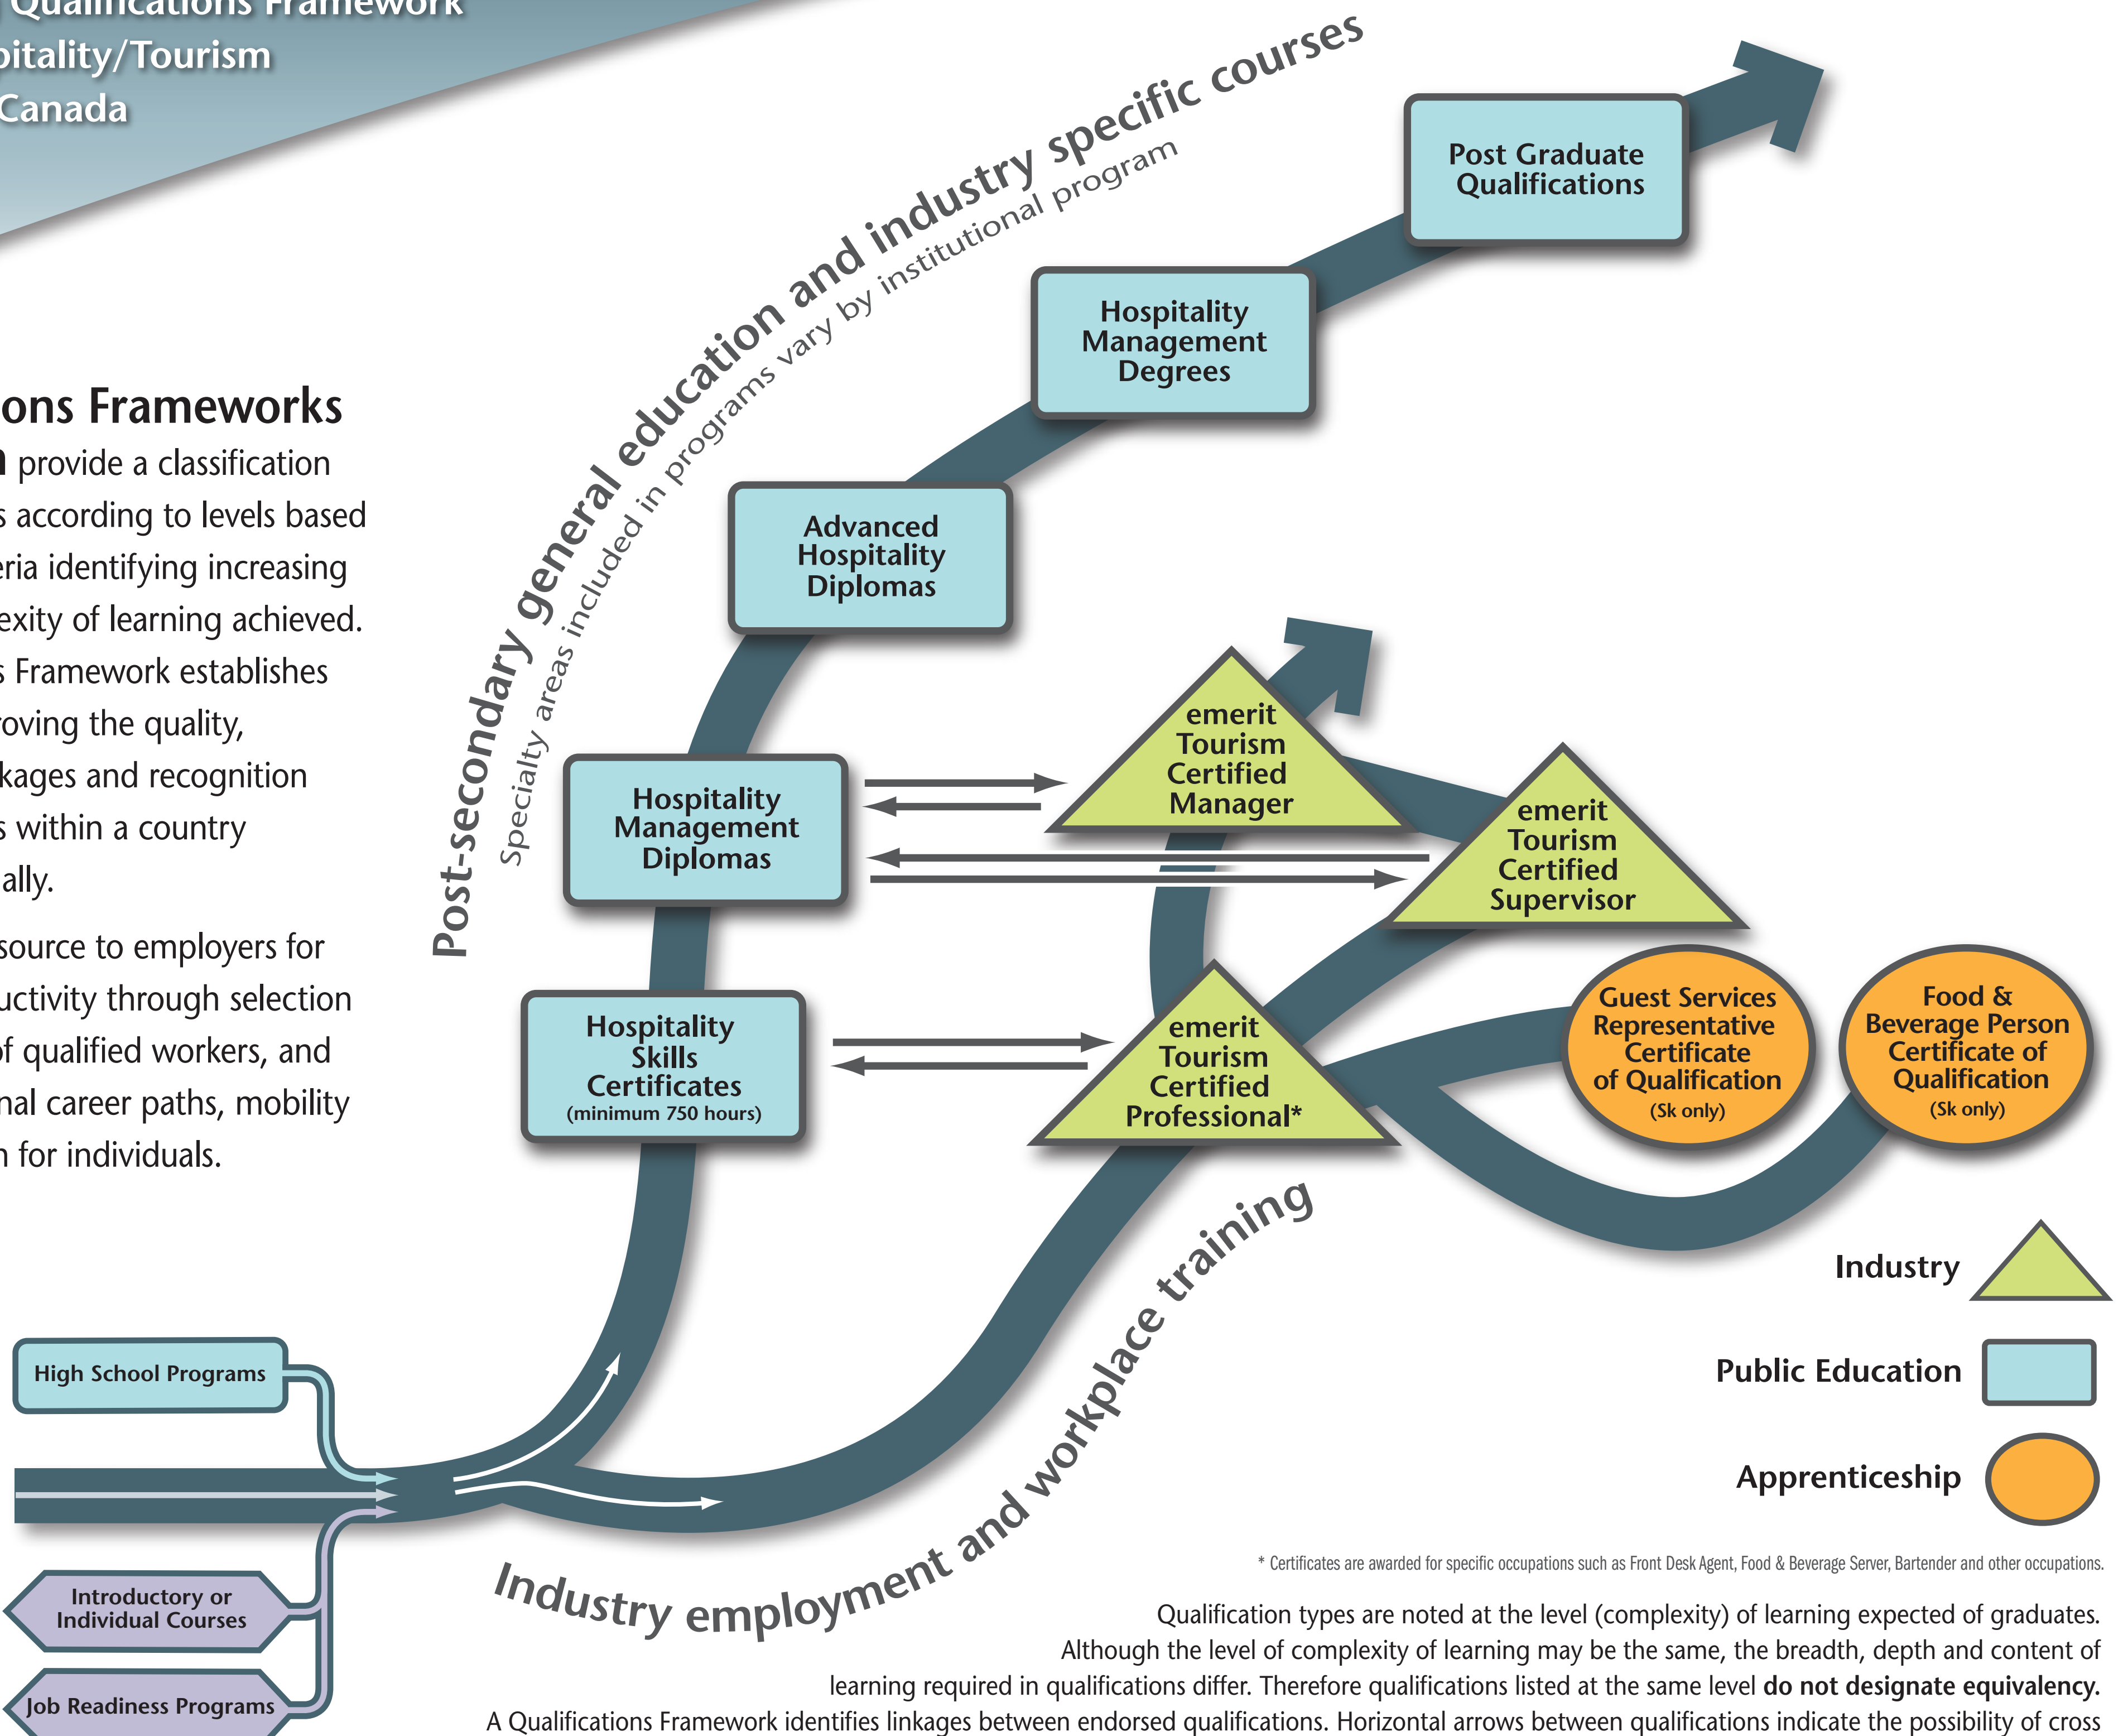 Qualifications Framework
pitality/Tourism
Canada
ons Frameworks
provide a classification
s according to levels based
eria identifying increasing
exity of learning achieved.
s Framework establishes
roving the quality,
kages and recognition
s within a country
ally.
source to employers for
uctivity through selection
of qualified workers, and
nal career paths, mobility
n for individuals.
Post-secondary general education and industry specific courses
Specialty areas included in programs vary by institutional program
Post Graduate
Qualifications
Hospitality
Management
Degrees
Advanced
Hospitality
Diplomas
Hospitality
Management
Diplomas
emerit
Tourism
Certified
Manager
emerit
Tourism
Certified
Supervisor
Hospitality
Skills
Certificates
(minimum 750 hours)
emerit
Tourism
Certified
Professional*
Guest Services
Representative
Certificate
of Qualification
(Sk only)
Food &
Beverage Person
Certificate of
Qualification
(Sk only)
Industry employment and workplace training
High School Programs
Introductory or
Individual Courses
Job Readiness Programs
Industry
Public Education
Apprenticeship
* Certificates are awarded for specific occupations such as Front Desk Agent, Food & Beverage Server, Bartender and other occupations.
Qualification types are noted at the level (complexity) of learning expected of graduates.
Although the level of complexity of learning may be the same, the breadth, depth and content of
learning required in qualifications differ. Therefore qualifications listed at the same level do not designate equivalency.
A Qualifications Framework identifies linkages between endorsed qualifications. Horizontal arrows between qualifications indicate the possibility of cross